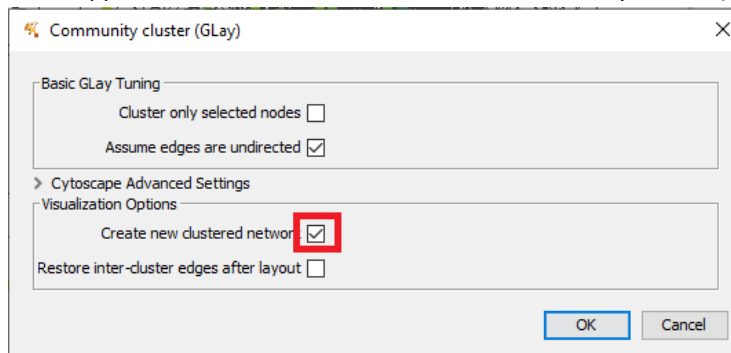 Community cluster (GLay)
Basic GLay Tuning
Cluster only selected nodes
Assume edges are undirected
Cytoscape Advanced Settings
Visualization Options
Create new clustered network
Restore inter-cluster edges after layout
OK Cancel